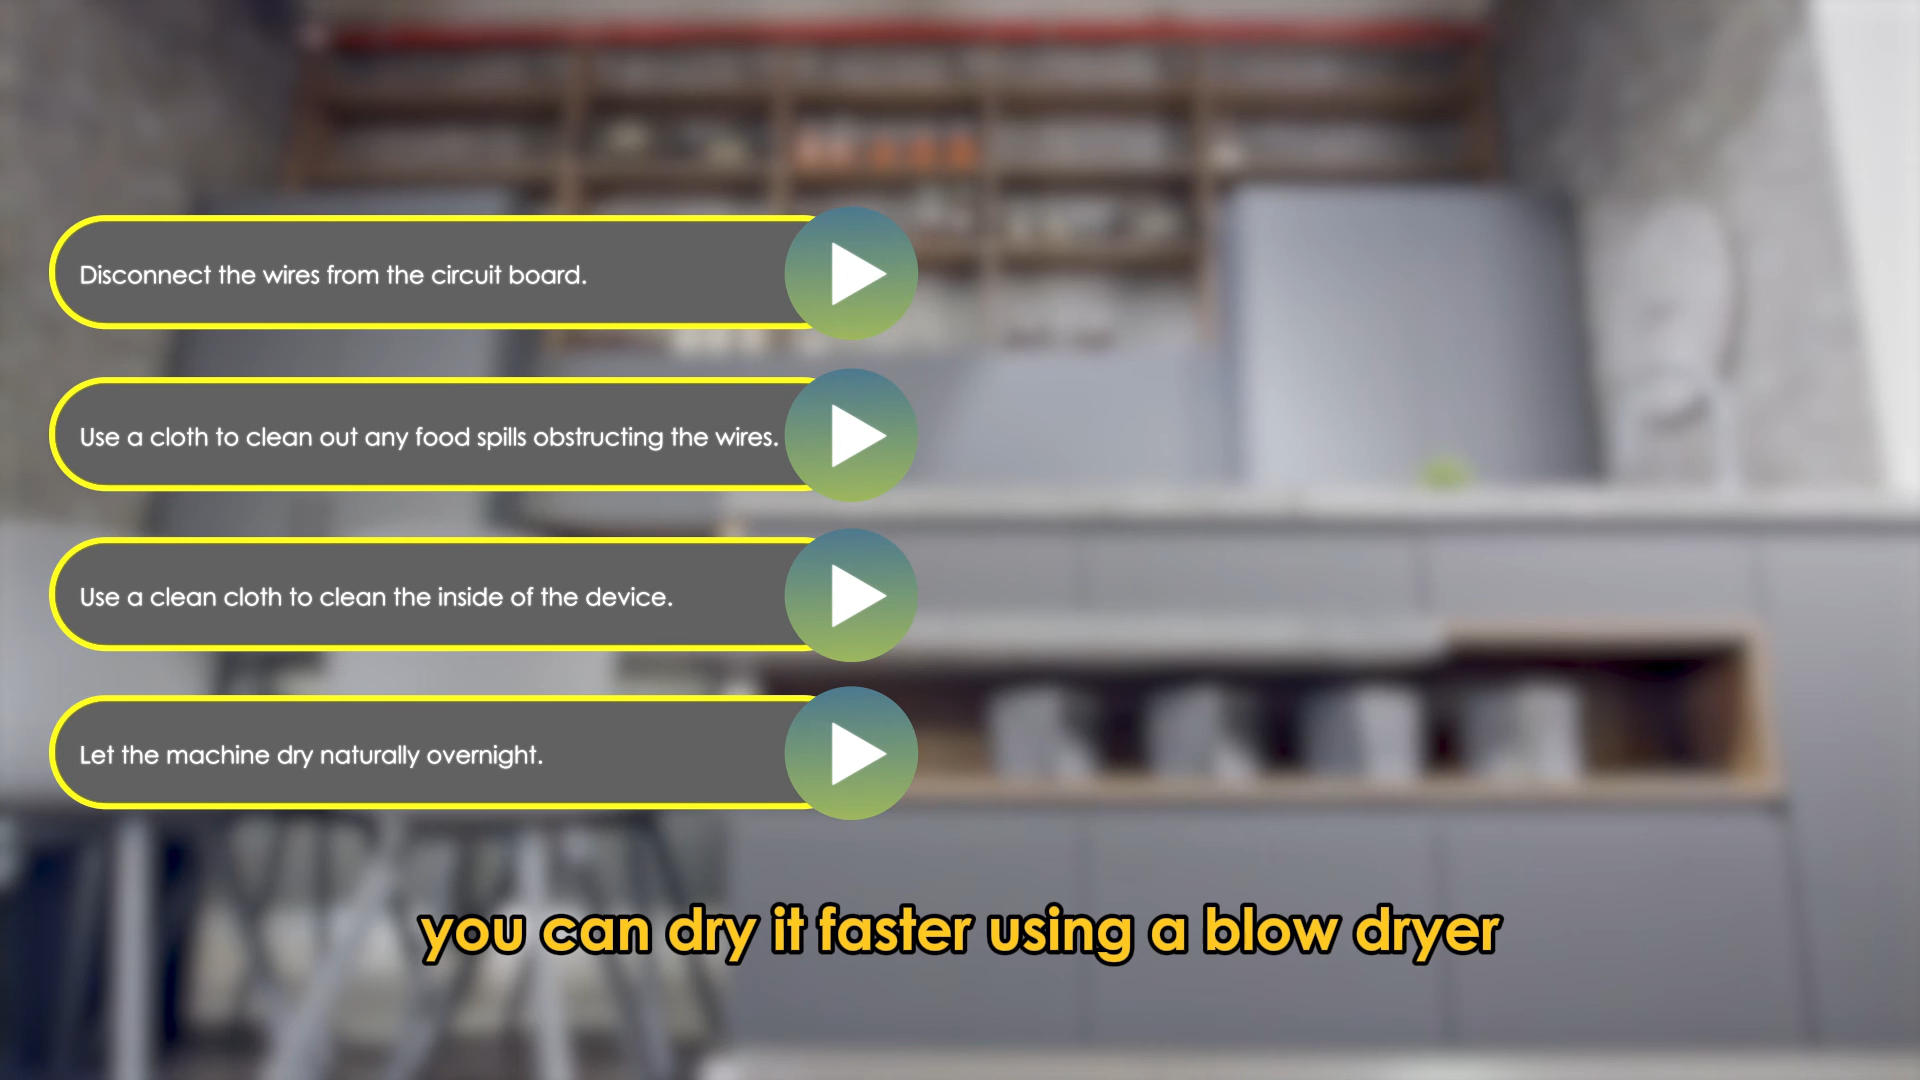 Disconnect the wires from the circuit board.
Use a cloth to clean out any food spills obstructing the wires.
Use a clean cloth to clean the inside of the device.
Let the machine dry naturally overnight.
you can dry it faster using a blow dryer